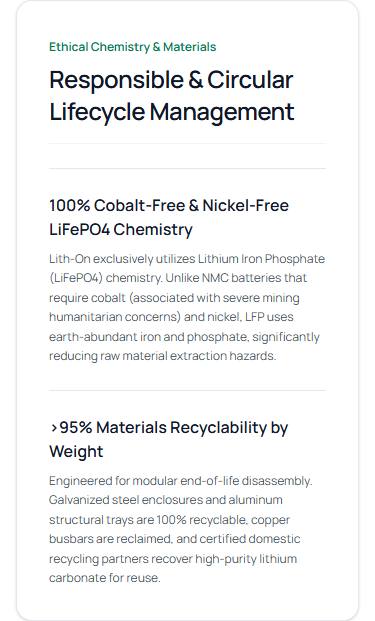 Ethical Chemistry & Materials
Responsible & Circular
Lifecycle Management
100% Cobalt-Free & Nickel-Free
LiFePO4 Chemistry
Lith-On exclusively utilizes Lithium Iron Phosphate
(LiFePO4) chemistry. Unlike NMC batteries that
require cobalt (associated with severe mining
humanitarian concerns) and nickel, LFP uses
earth-abundant iron and phosphate, significantly
reducing raw material extraction hazards.
>95% Materials Recyclability by
Weight
Engineered for modular end-of-life disassembly.
Galvanized steel enclosures and aluminum
structural trays are 100% recyclable, copper
busbars are reclaimed, and certified domestic
recycling partners recover high-purity lithium
carbonate for reuse.